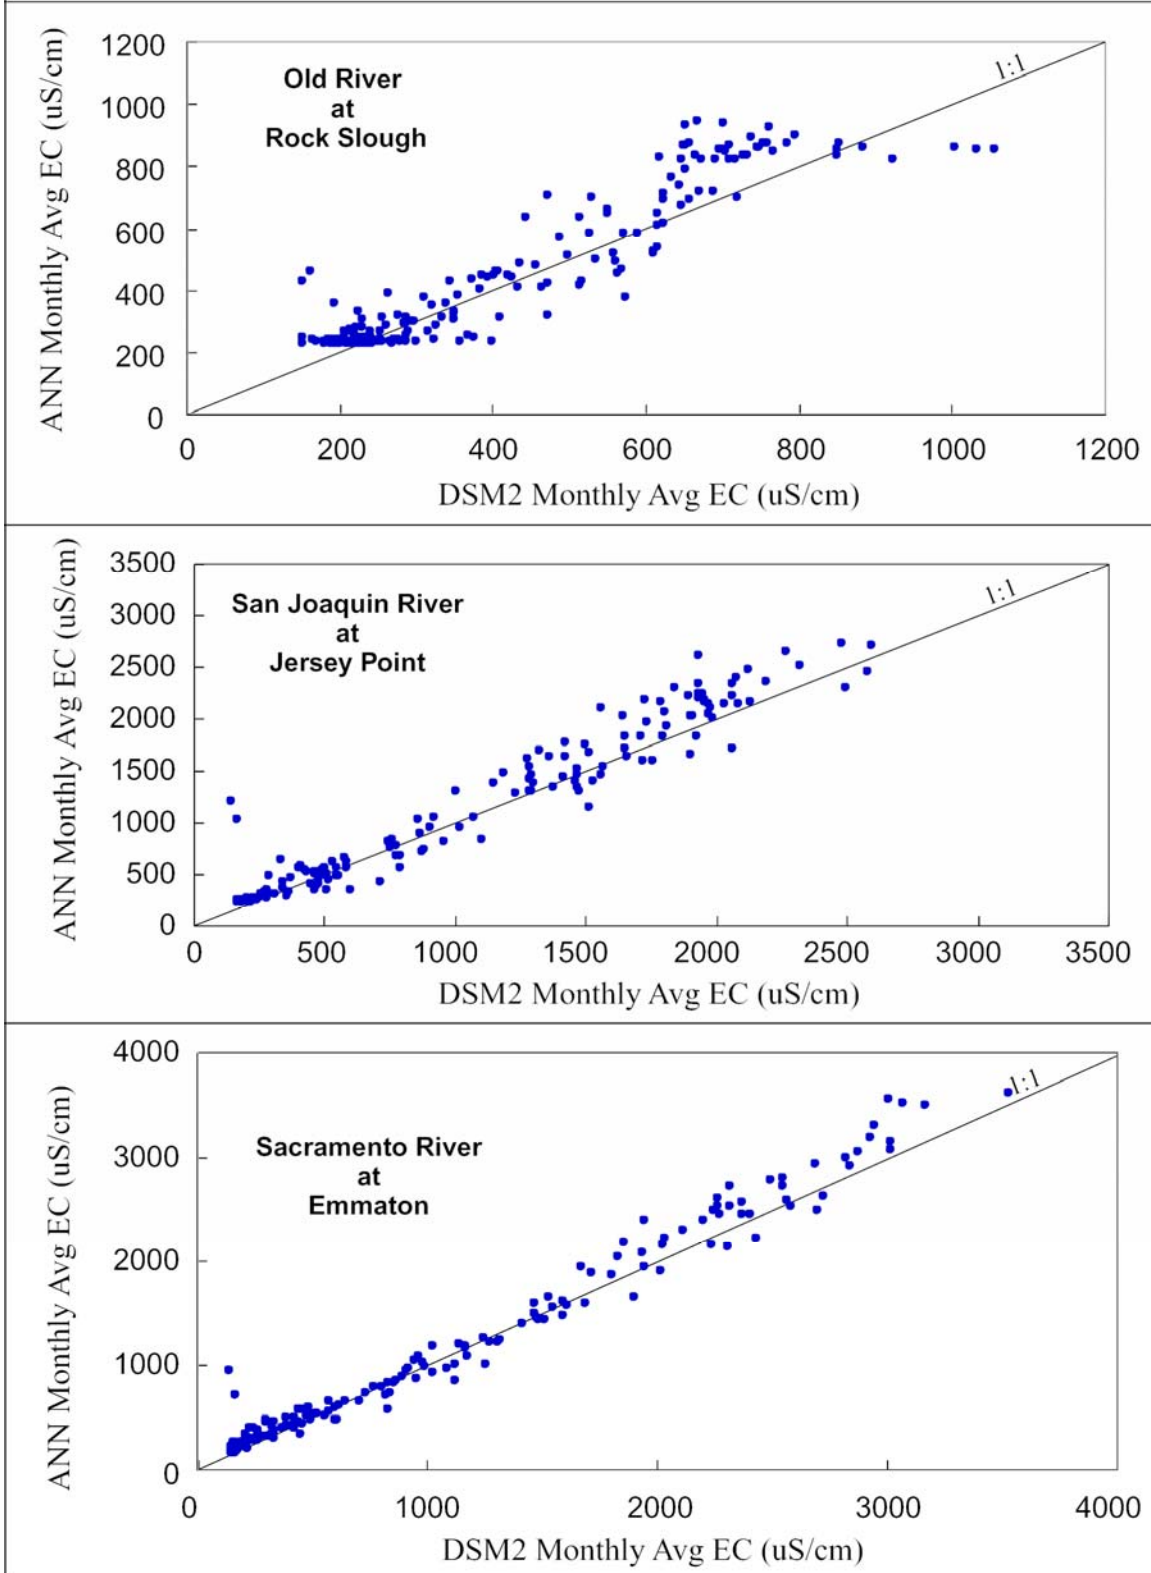 1200
1000
800
600
400
200
0
ANN Monthly Avg EC (uS/cm)
Old River
at
Rock Slough
1:1
0 200 400 600 800 1000 1200
DSM2 Monthly Avg EC (uS/cm)
3500
3000
2500
2000
1500
1000
500
0
ANN Monthly Avg EC (uS/cm)
San Joaquin River
at
Jersey Point
1:1
0 500 1000 1500 2000 2500 3000 3500
DSM2 Monthly Avg EC (uS/cm)
4000
3000
2000
1000
0
ANN Monthly Avg EC (uS/cm)
Sacramento River
at
Emmaton
1:1
0 1000 2000 3000 4000
DSM2 Monthly Avg EC (uS/cm)